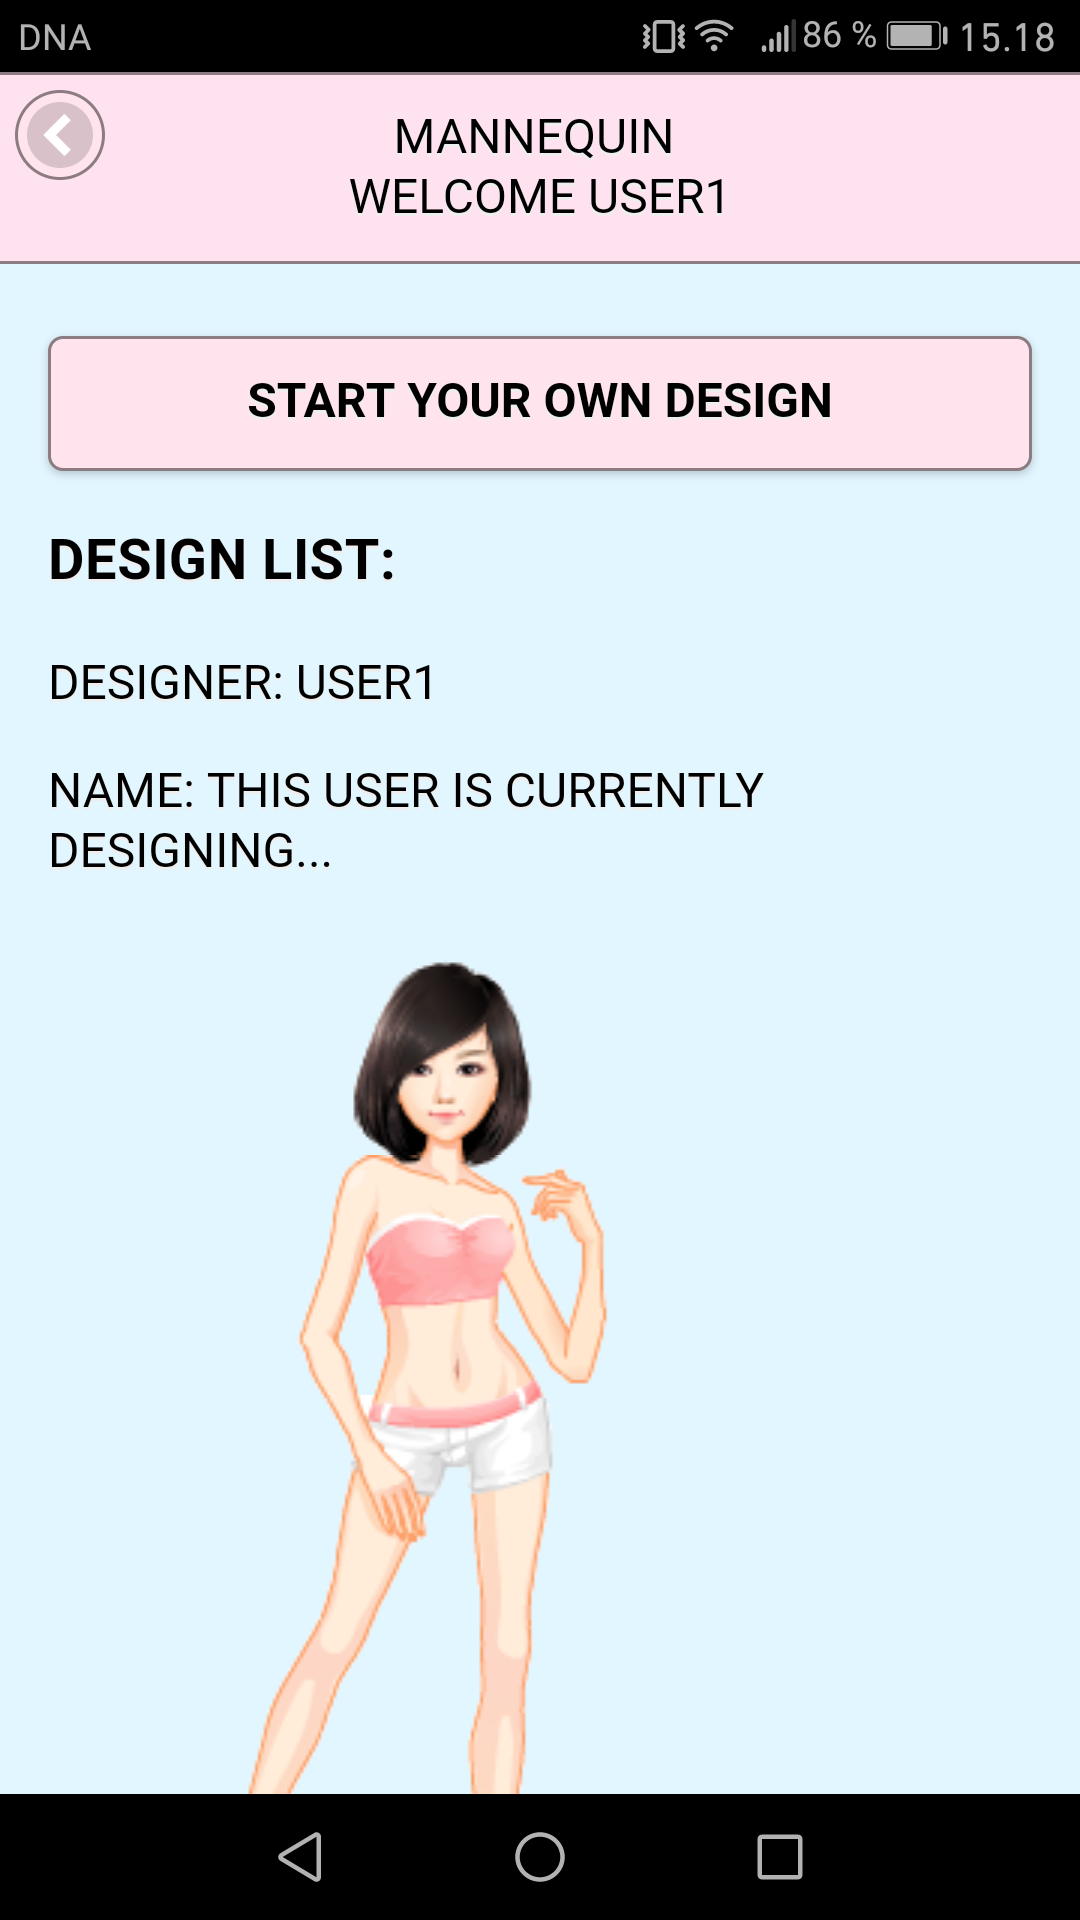 DNA 86 % 15.18
MANNEQUIN
WELCOME USER1
START YOUR OWN DESIGN
DESIGN LIST:
DESIGNER: USER1
NAME: THIS USER IS CURRENTLY
DESIGNING...